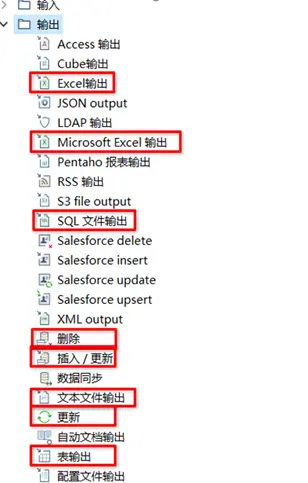 输入
输出
Access 输出
Cube输出
Excel输出
JSON output
LDAP 输出
Microsoft Excel 输出
Pentaho 报表输出
RSS 输出
S3 file output
SQL 文件输出
Salesforce delete
Salesforce insert
Salesforce update
Salesforce upsert
XML output
删除
插入 / 更新
数据同步
文本文件输出
更新
自动文档输出
表输出
配置文件输出